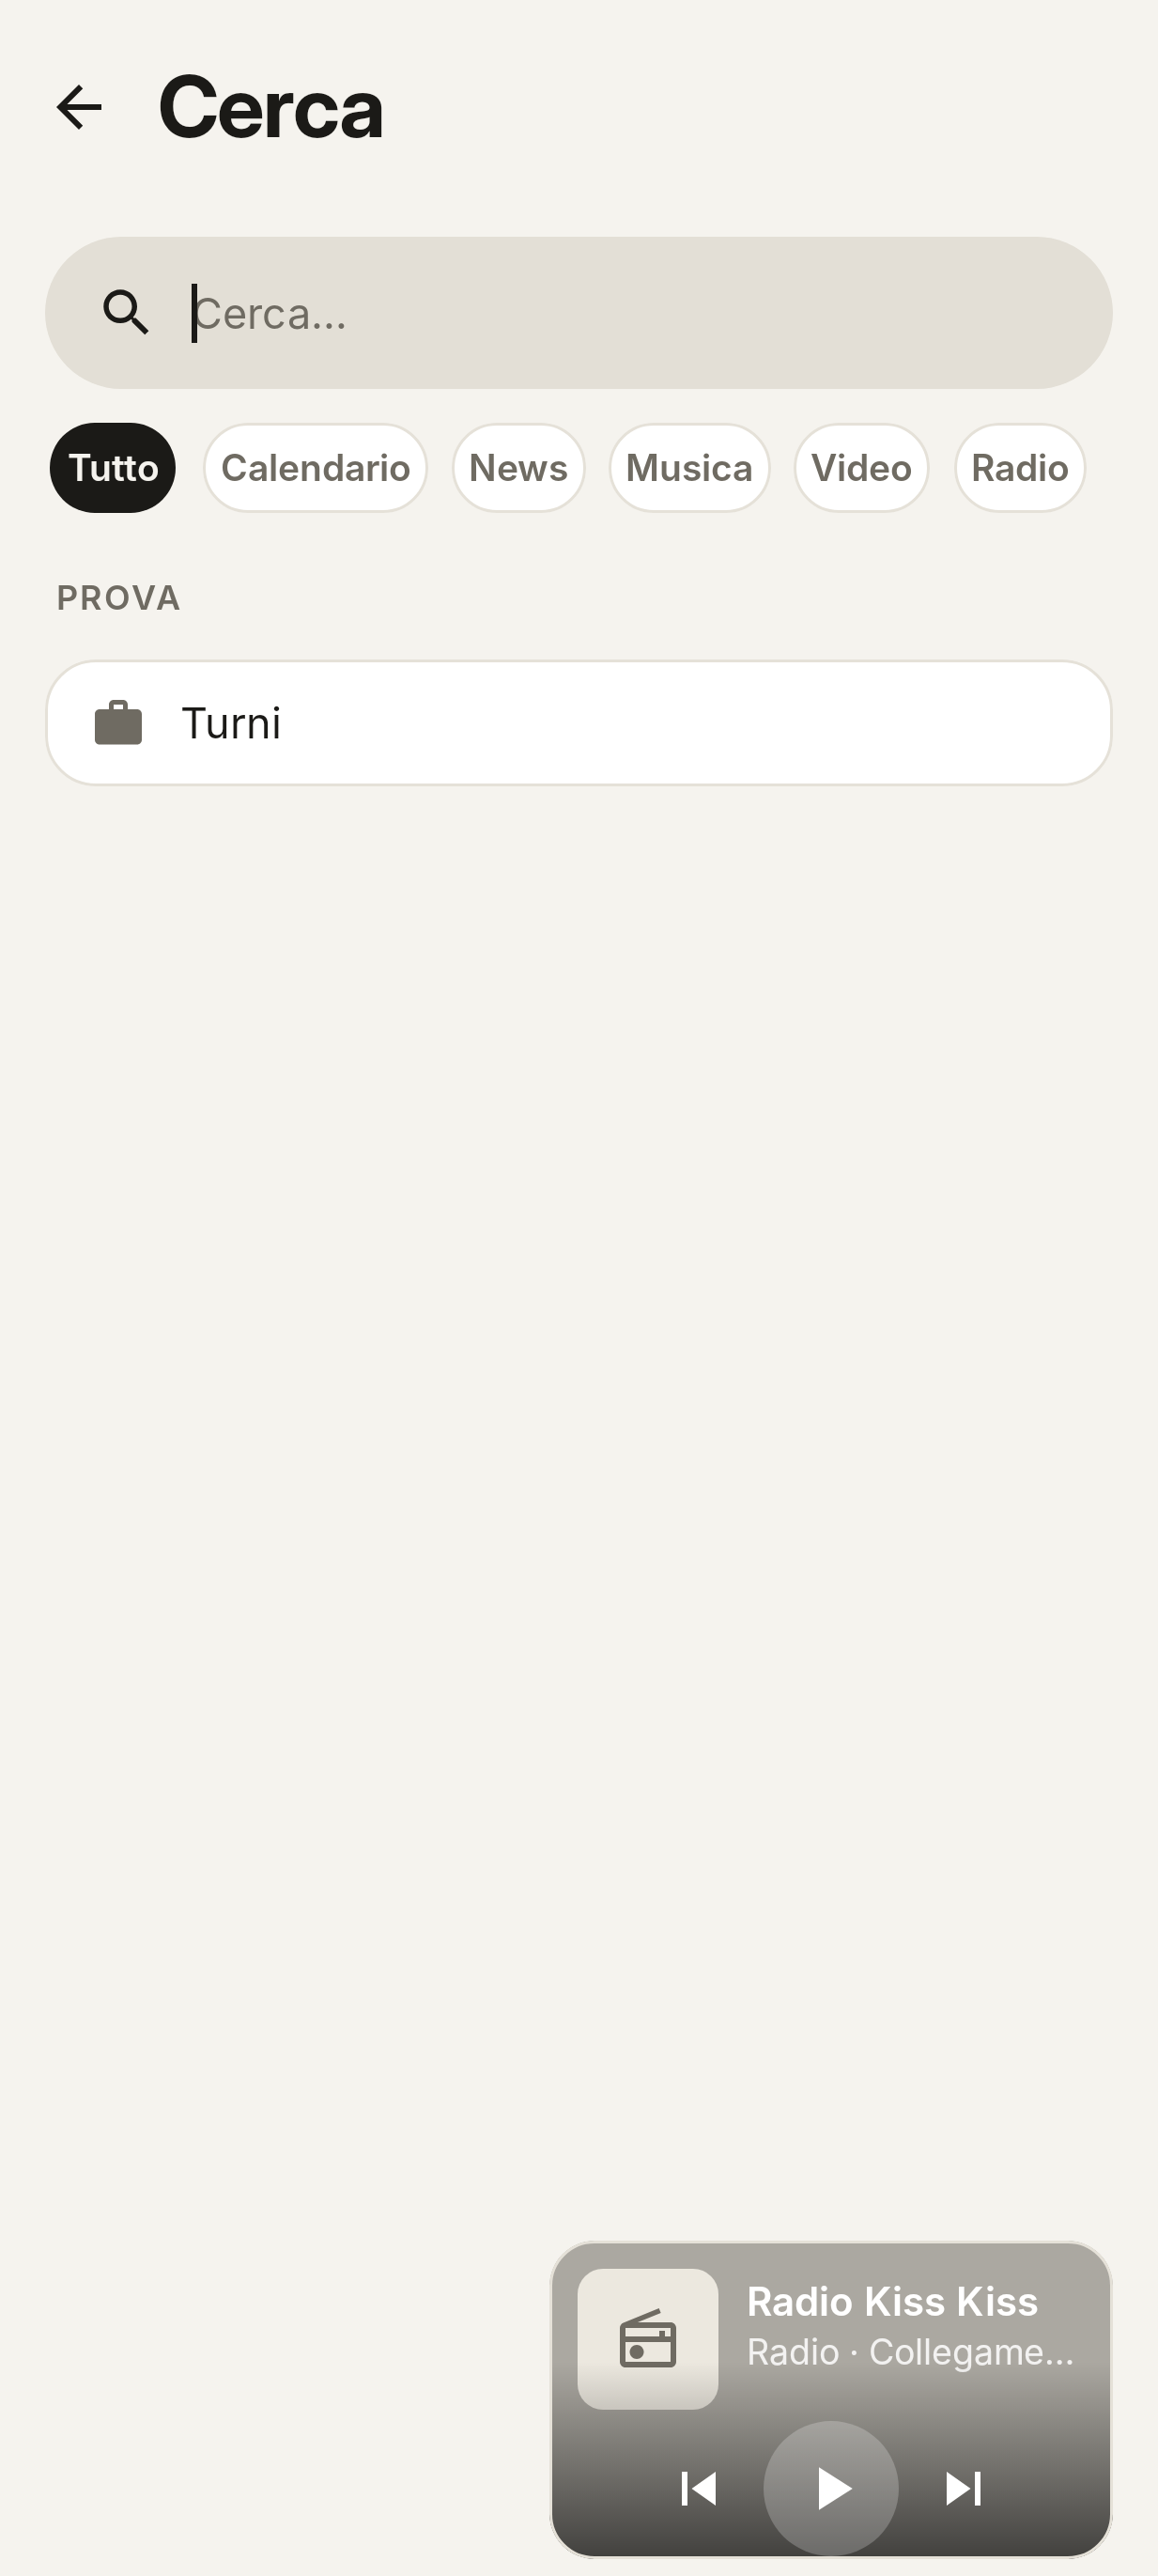 Cerca
Cerca...
Tutto
Calendario
News
Musica
Video
Radio
PROVA
Turni
Radio Kiss Kiss
Radio · Collegame...